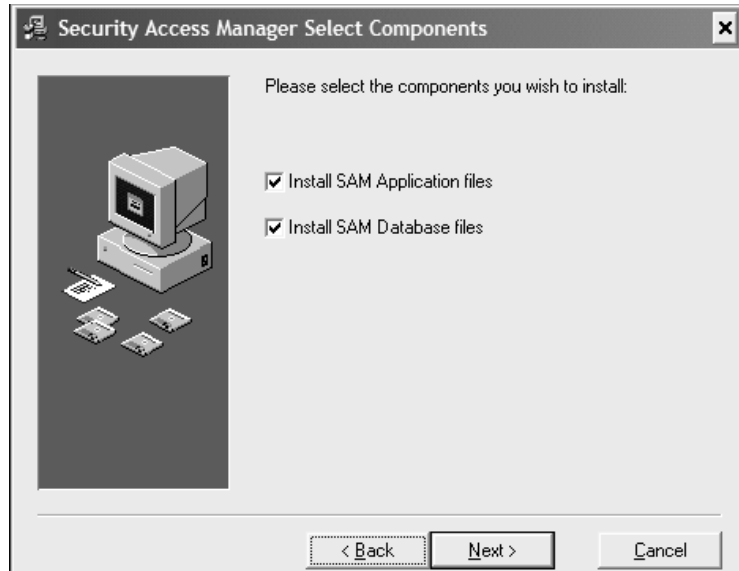 Security Access Manager Select Components
Please select the components you wish to install:
Install SAM Application files
Install SAM Database files
< Back
Next >
Cancel